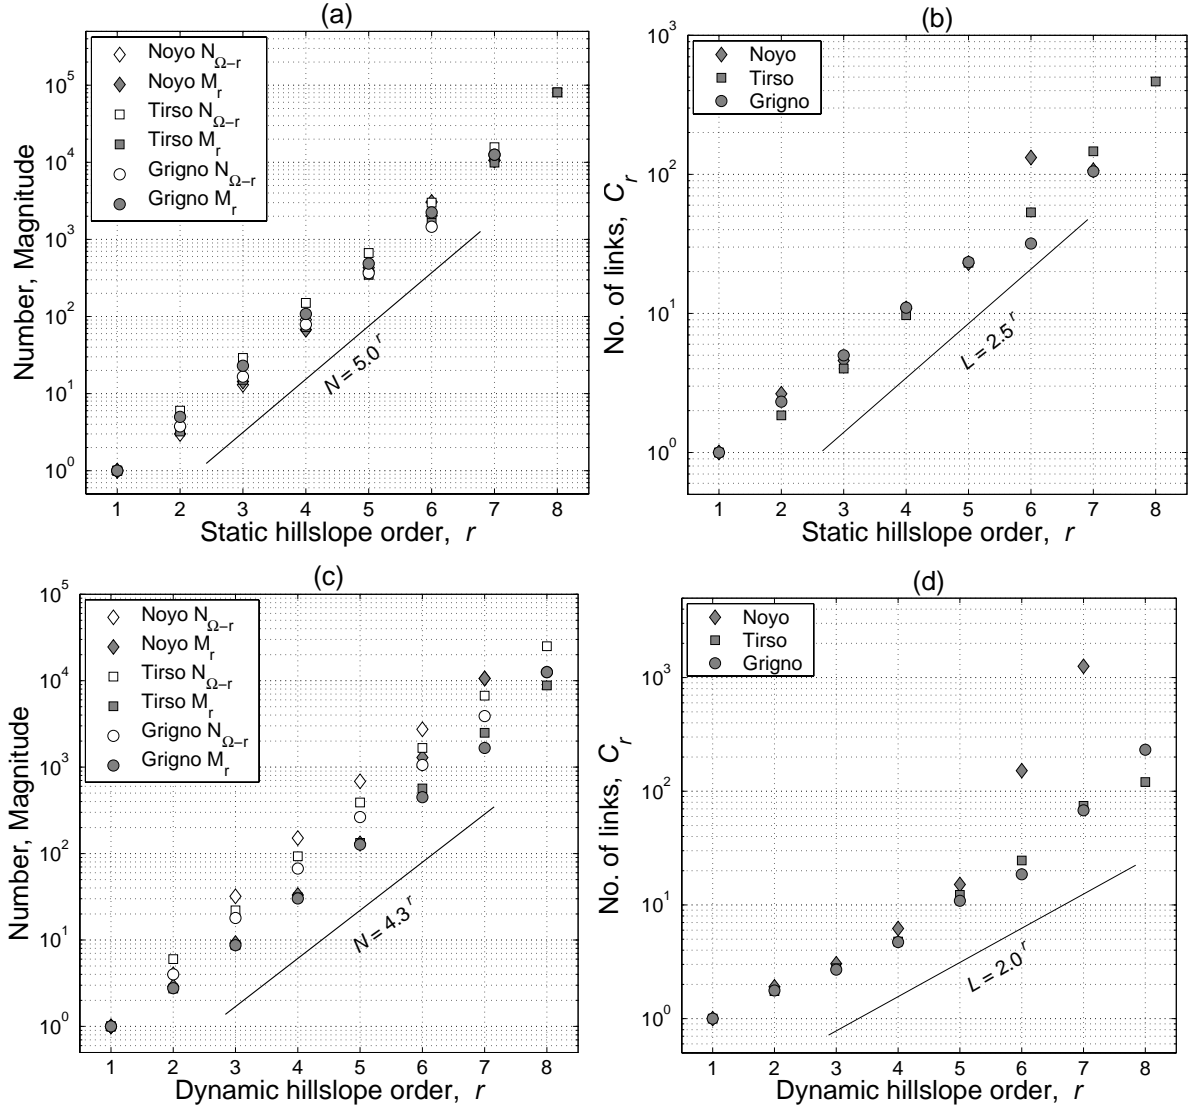 (a)
Noyo N_{Ω−r}
Noyo M_r
Tirso N_{Ω−r}
Tirso M_r
Grigno N_{Ω−r}
Grigno M_r
10^5
10^4
10^3
10^2
10^1
10^0
Number, Magnitude
N = 5.0^r
1 2 3 4 5 6 7 8
Static hillslope order, r
(b)
Noyo
Tirso
Grigno
10^3
10^2
10^1
10^0
No. of links, C_r
L = 2.5^r
1 2 3 4 5 6 7 8
Static hillslope order, r
(c)
Noyo N_{Ω−r}
Noyo M_r
Tirso N_{Ω−r}
Tirso M_r
Grigno N_{Ω−r}
Grigno M_r
10^5
10^4
10^3
10^2
10^1
10^0
Number, Magnitude
N = 4.3^r
1 2 3 4 5 6 7 8
Dynamic hillslope order, r
(d)
Noyo
Tirso
Grigno
10^3
10^2
10^1
10^0
No. of links, C_r
L = 2.0^r
1 2 3 4 5 6 7 8
Dynamic hillslope order, r